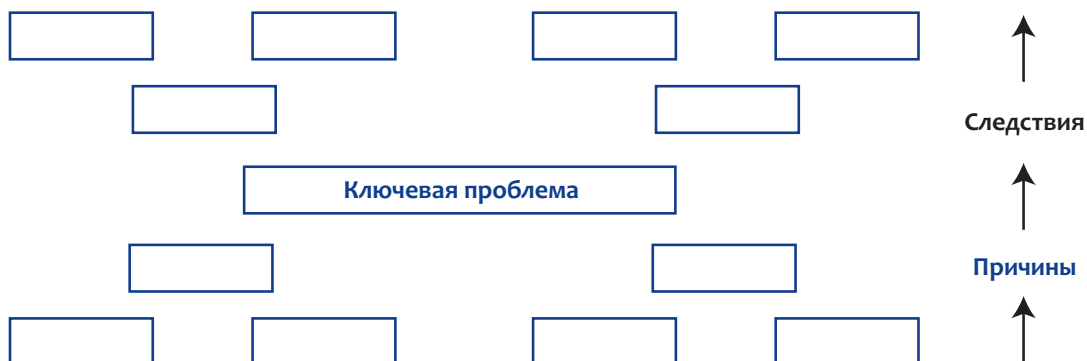 Следствия
Ключевая проблема
Причины